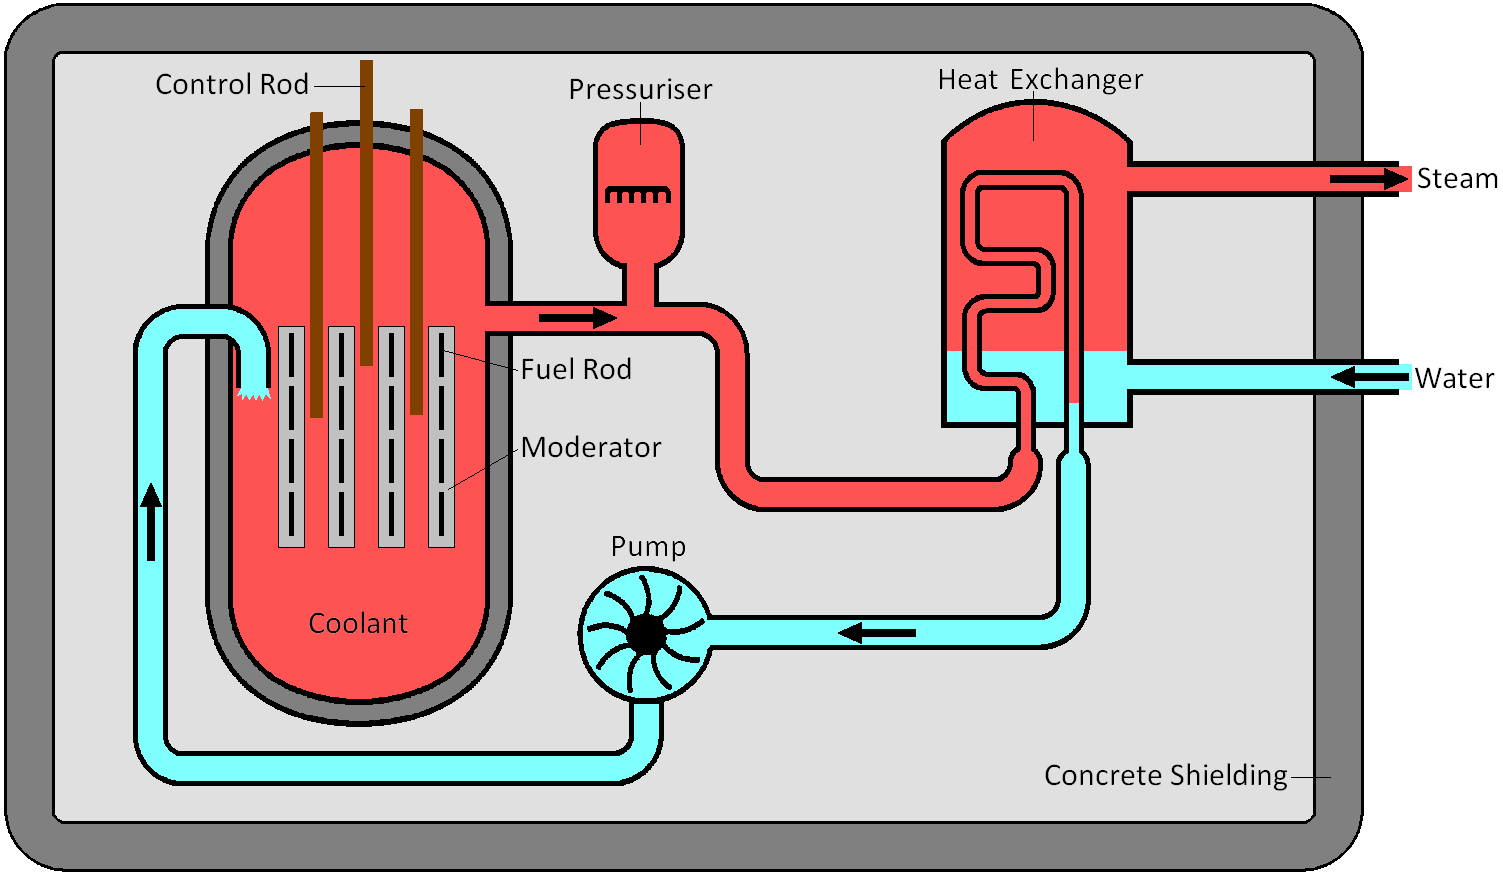 Control Rod
Pressuriser
Heat Exchanger
Steam
Fuel Rod
Water
Moderator
Pump
Coolant
Concrete Shielding